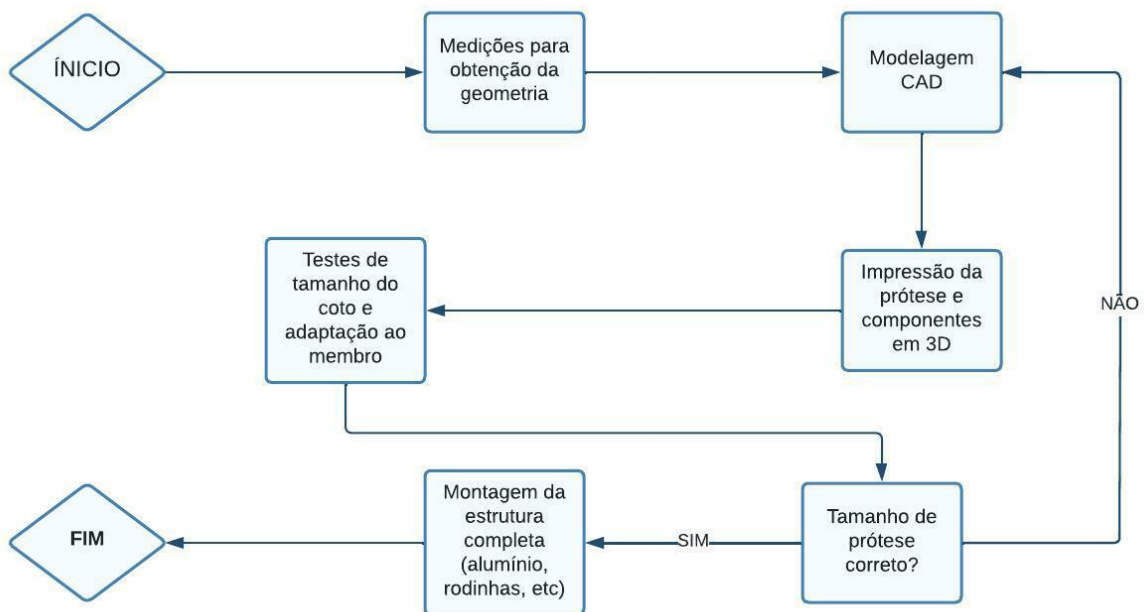 ÍNICIO
Medições para
obtenção da
geometria
Modelagem
CAD
Testes de
tamanho do
coto e
adaptação ao
membro
Impressão da
prótese e
componentes
em 3D
NÃO
FIM
Montagem da
estrutura
completa
(alumínio,
rodinhas, etc)
SIM
Tamanho de
prótese
correto?